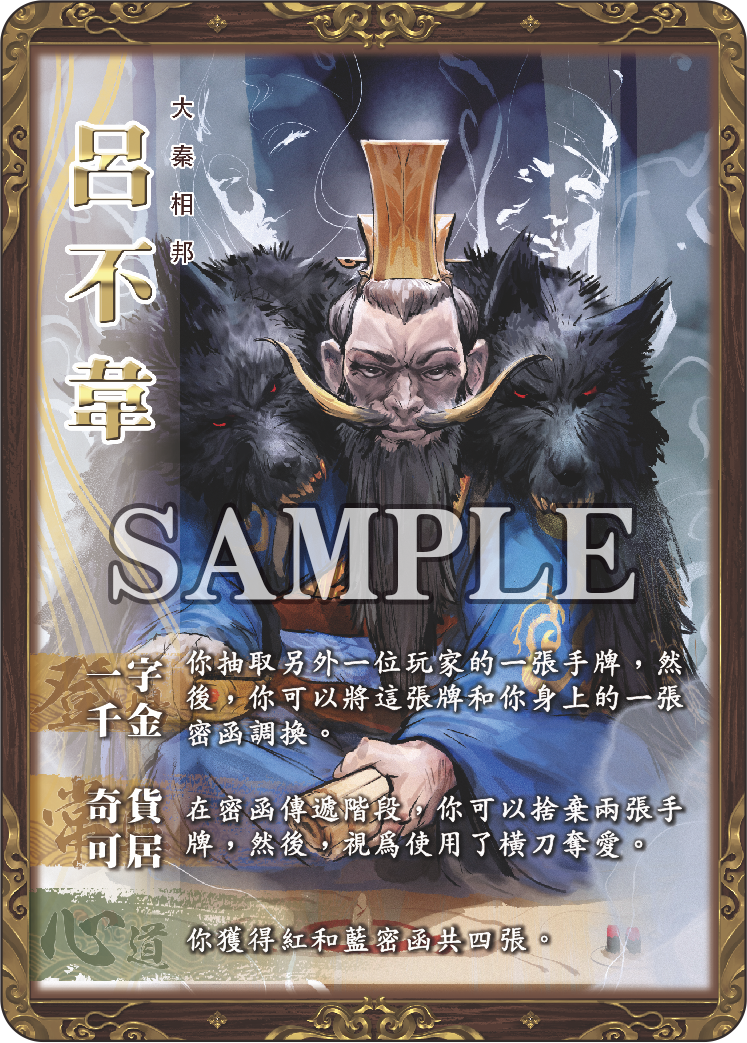 大秦相邦
呂不韋
SAMPLE
登
一字
千金
你抽取另外一位玩家的一張手牌，然
後，你可以將這張牌和你身上的一張
密函調換。
常
奇貨
可居
在密函傳遞階段，你可以捨棄兩張手
牌，然後，視爲使用了橫刀奪愛。
心道
你獲得紅和藍密函共四張。